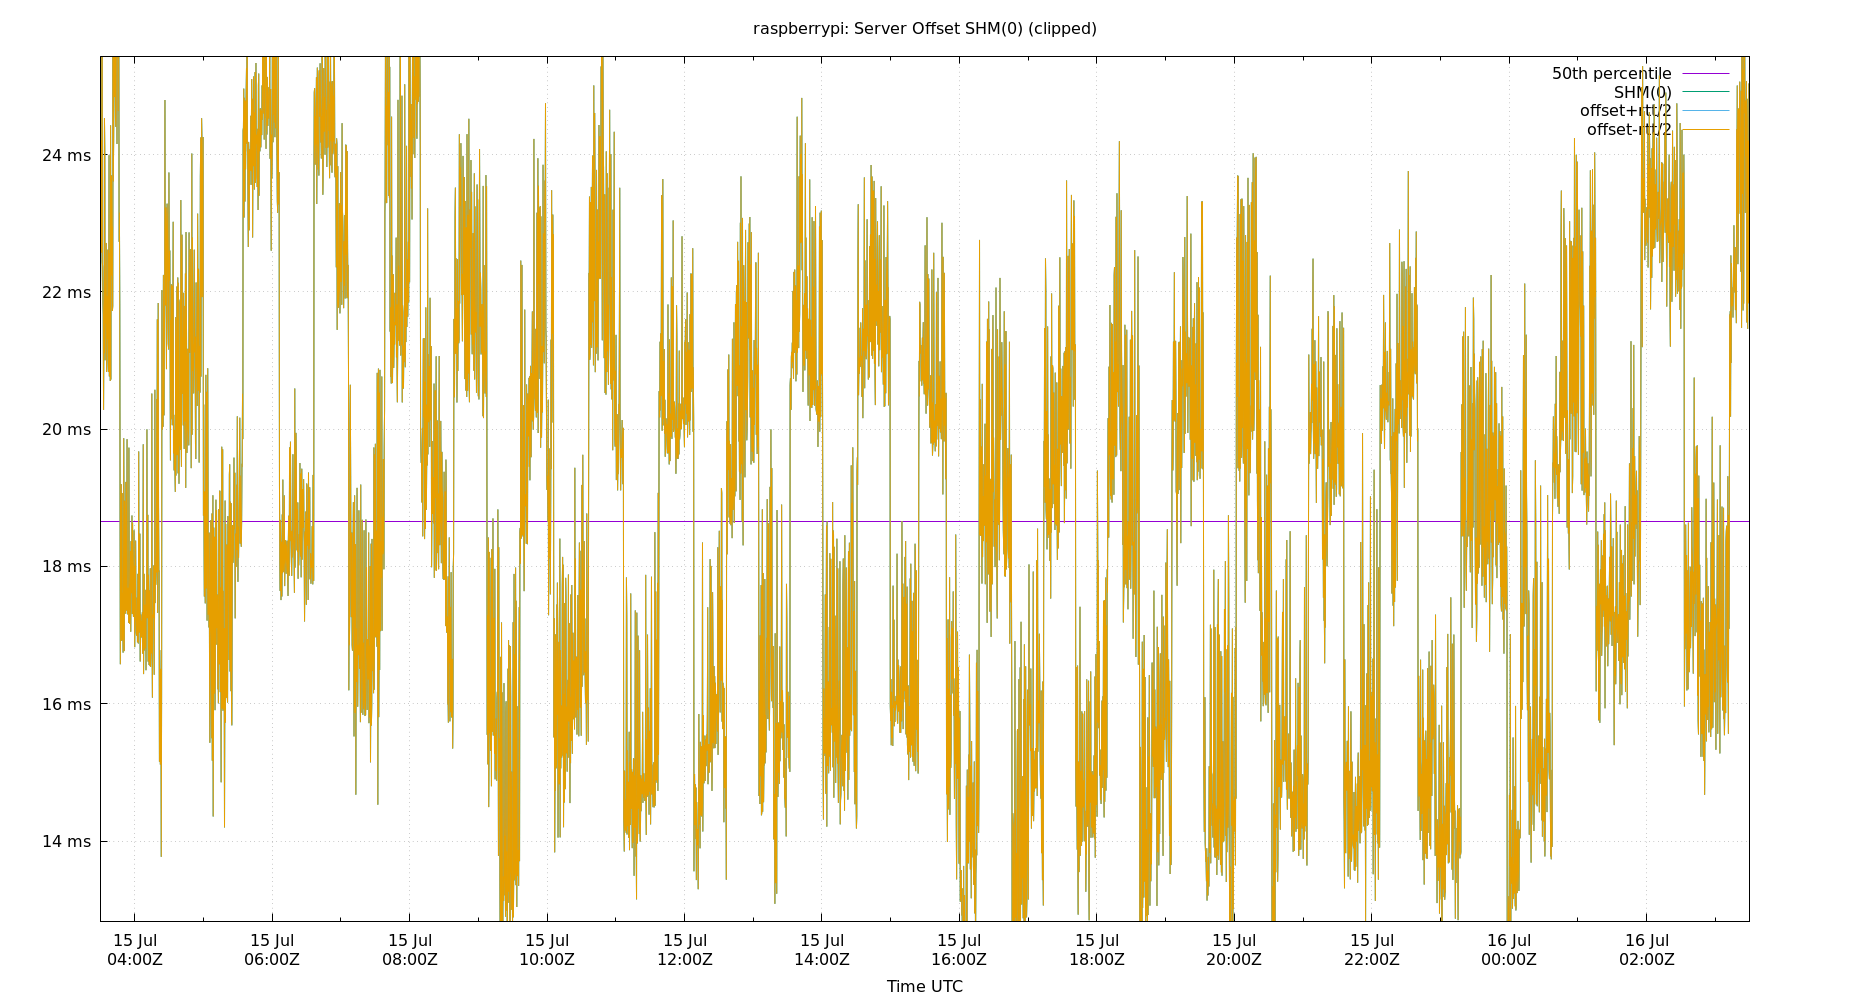 raspberrypi: Server Offset SHM(0) (clipped)
50th percentile
SHM(0)
offset+rtt/2
offset-rtt/2
24 ms
22 ms
20 ms
18 ms
16 ms
14 ms
15 Jul 15 Jul 15 Jul 15 Jul 15 Jul 15 Jul 15 Jul 15 Jul 15 Jul 15 Jul 16 Jul 16 Jul
04:00Z 06:00Z 08:00Z 10:00Z 12:00Z 14:00Z 16:00Z 18:00Z 20:00Z 22:00Z 00:00Z 02:00Z
Time UTC